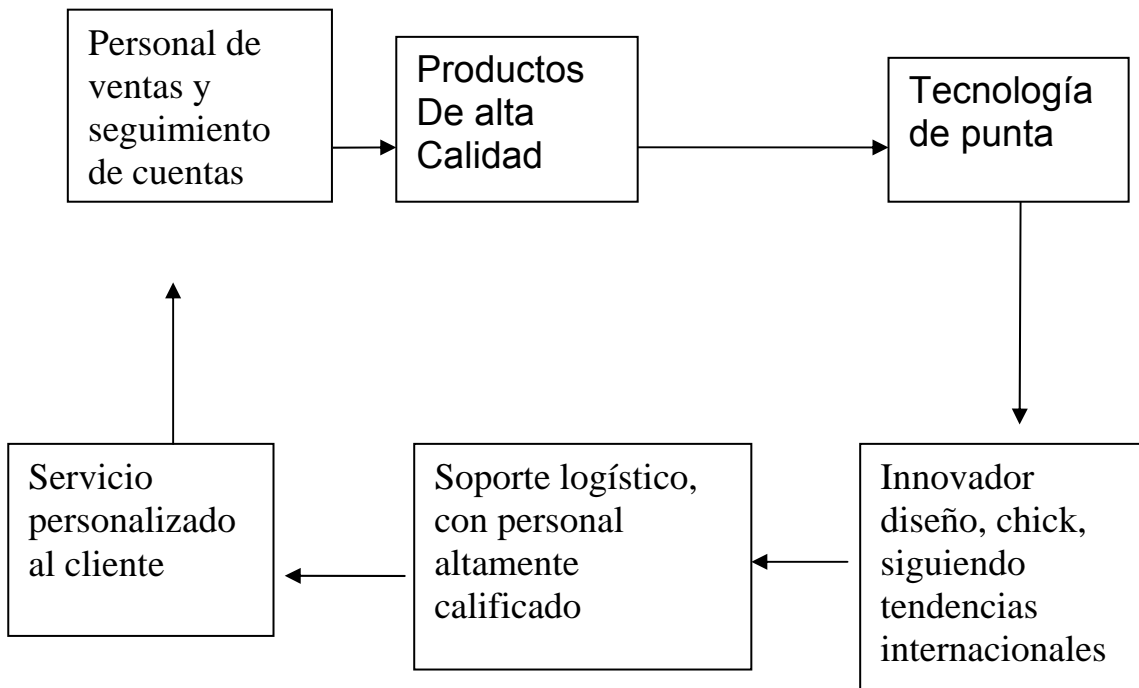 Personal de
ventas y
seguimiento
de cuentas
Productos
De alta
Calidad
Tecnología
de punta
Servicio
personalizado
al cliente
Soporte logístico,
con personal
altamente
calificado
Innovador
diseño, chick,
siguiendo
tendencias
internacionales